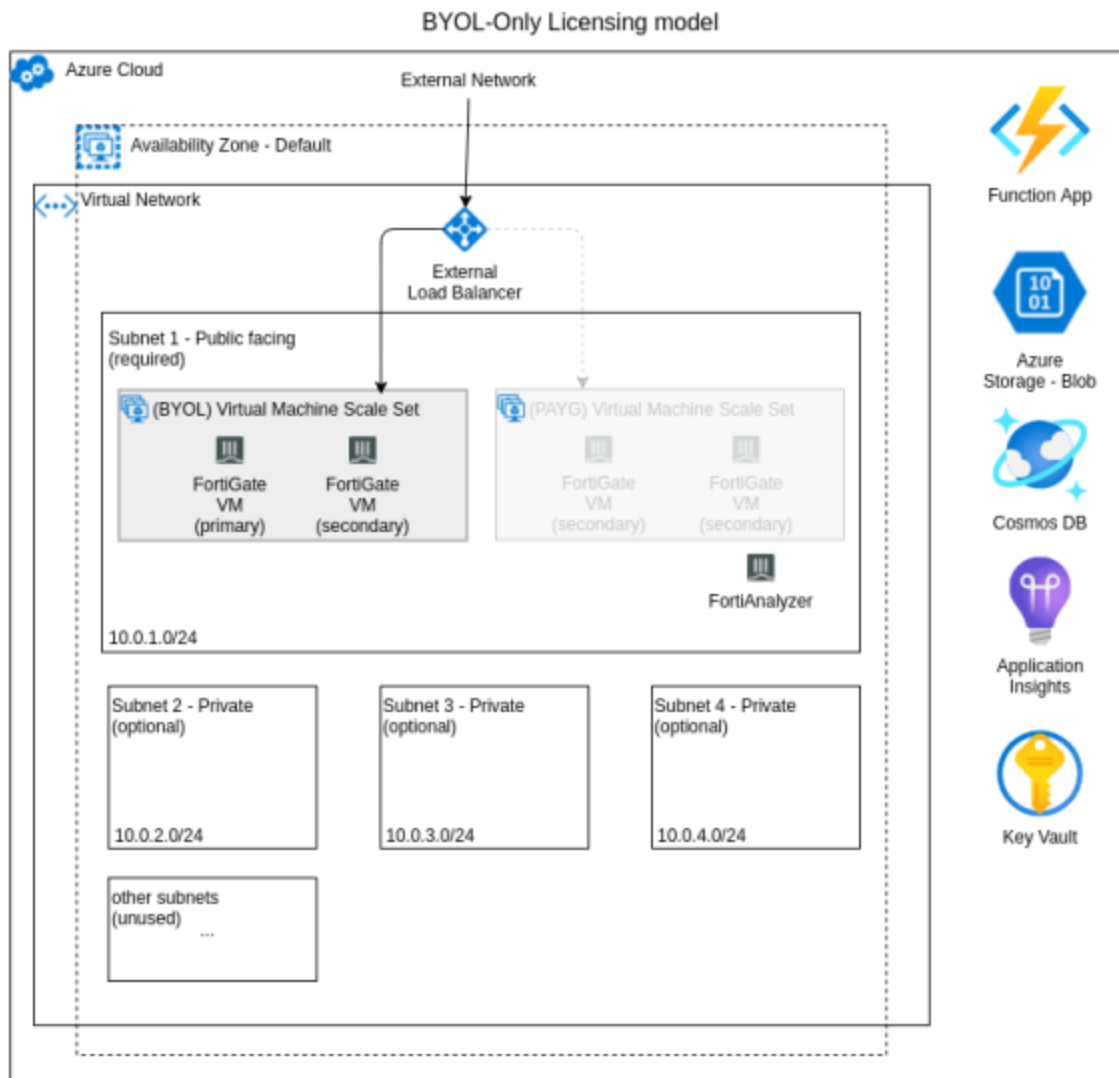 BYOL-Only Licensing model
Azure Cloud
External Network
Availability Zone - Default
Virtual Network
External
Load Balancer
Subnet 1 - Public facing
(required)
(BYOL) Virtual Machine Scale Set
FortiGate
VM
(primary)
FortiGate
VM
(secondary)
(PAYG) Virtual Machine Scale Set
FortiGate
VM
(secondary)
FortiGate
VM
(secondary)
FortiAnalyzer
10.0.1.0/24
Subnet 2 - Private
(optional)
10.0.2.0/24
Subnet 3 - Private
(optional)
10.0.3.0/24
Subnet 4 - Private
(optional)
10.0.4.0/24
other subnets
(unused)
...
Function App
10
01
Azure
Storage - Blob
Cosmos DB
Application
Insights
Key Vault